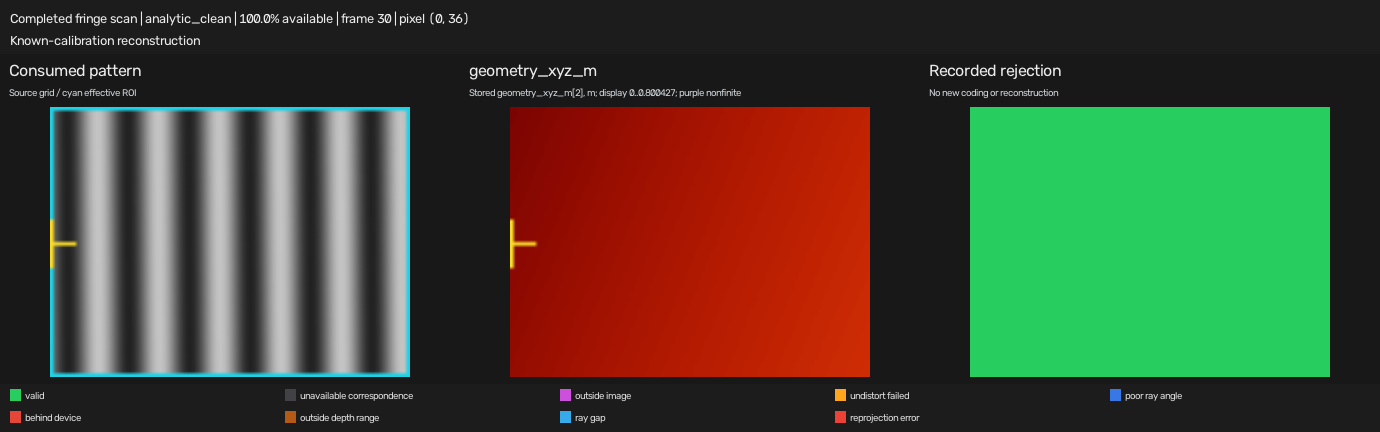 Completed fringe scan | analytic_clean | 100.0% available | frame 30 | pixel (0, 36)
Known-calibration reconstruction
Consumed pattern
geometry_xyz_m
Recorded rejection
Source grid / cyan effective ROI
Stored geometry_xyz_m[2], m; display 0..0.800427; purple nonfinite
No new coding or reconstruction
valid
unavailable correspondence
outside image
undistort failed
poor ray angle
behind device
outside depth range
ray gap
reprojection error